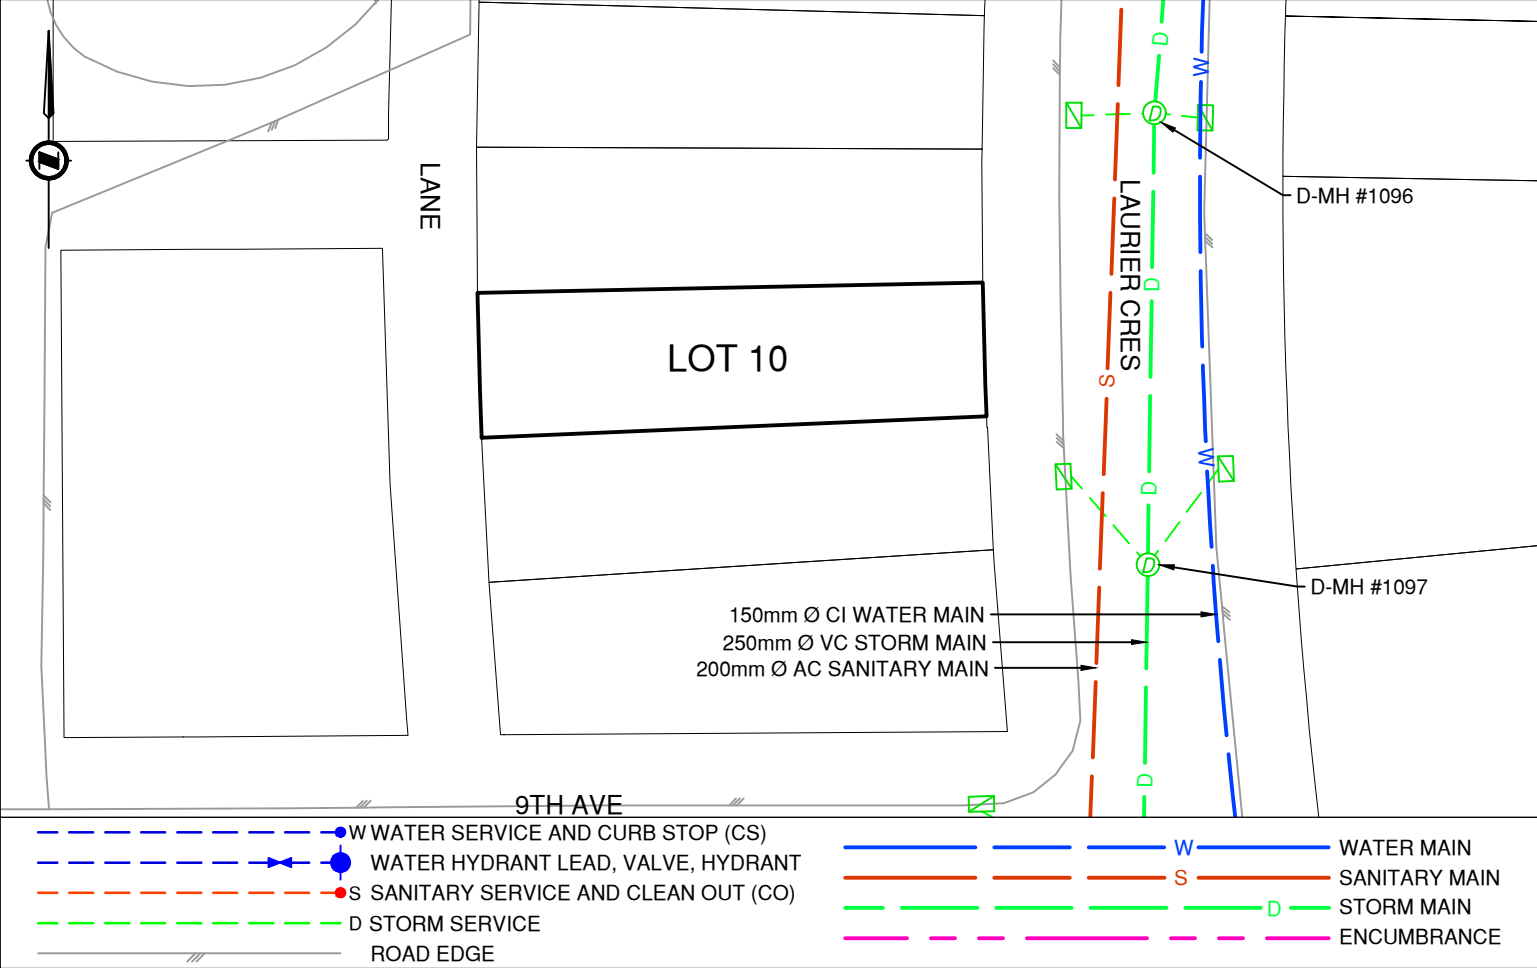 D
W
D
D-MH #1096
LANE
LAURIER CRES
D
LOT 10
S
W
D
D
D-MH #1097
150mm Ø CI WATER MAIN
250mm Ø VC STORM MAIN
200mm Ø AC SANITARY MAIN
D
9TH AVE
W WATER SERVICE AND CURB STOP (CS)
WATER HYDRANT LEAD, VALVE, HYDRANT
S SANITARY SERVICE AND CLEAN OUT (CO)
D STORM SERVICE
ROAD EDGE
W WATER MAIN
S SANITARY MAIN
D STORM MAIN
ENCUMBRANCE